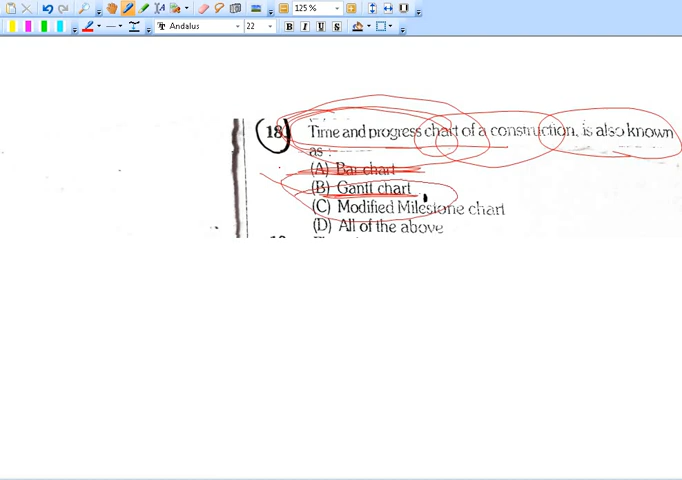 125 %
Andalus 22 B I U S
18. Time and progress chart of a construction, is also known
as :
(A) Bar chart
(B) Gantt chart
(C) Modified Milestone chart
(D) All of the above